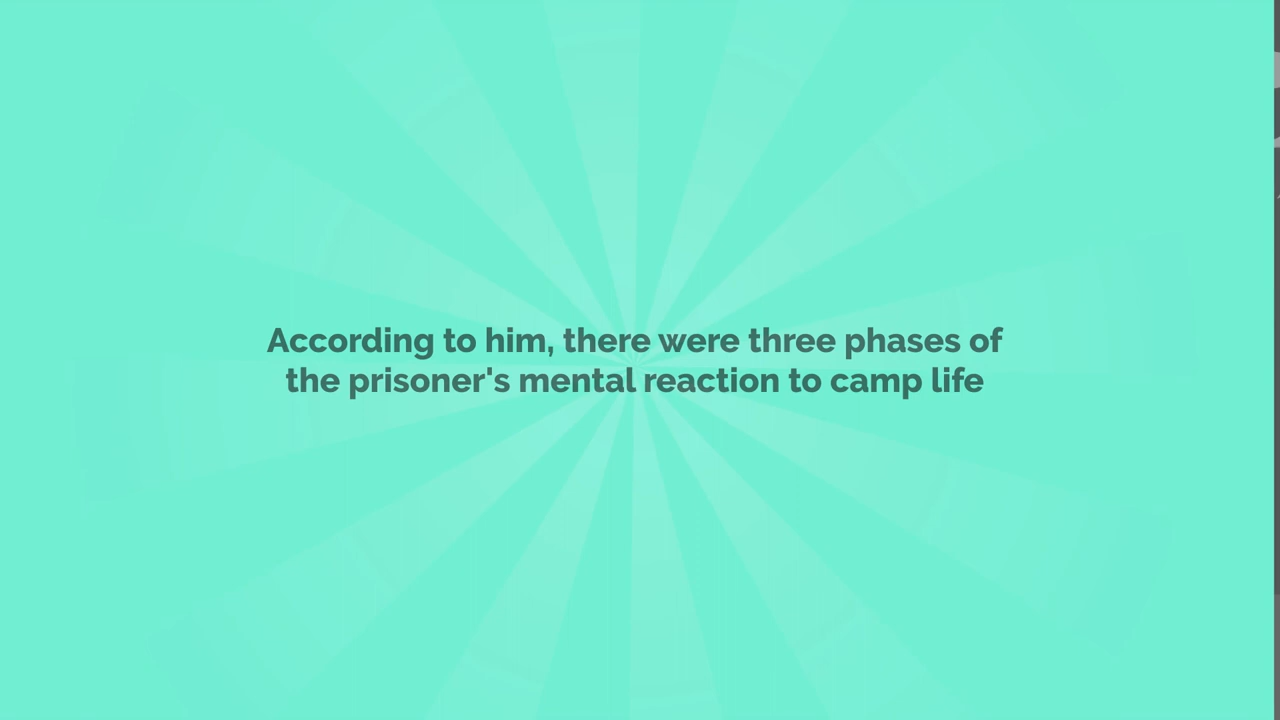 According to him, there were three phases of
the prisoner's mental reaction to camp life